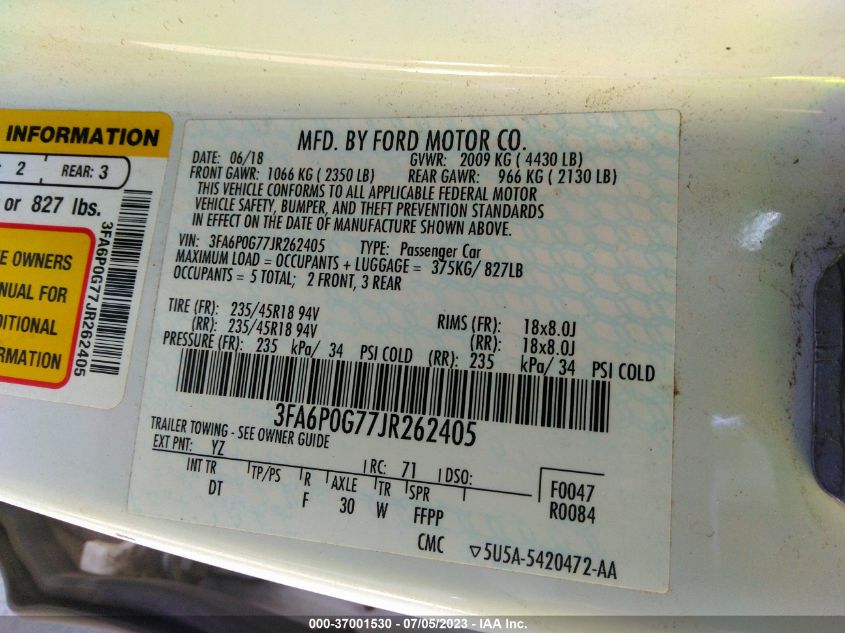 INFORMATION
: 2 REAR: 3
or 827 lbs.
E OWNERS
NUAL FOR
DITIONAL
RMATION
3FA6P0G77JR262405
MFD. BY FORD MOTOR CO.
DATE: 06/18 GVWR: 2009 KG ( 4430 LB)
FRONT GAWR: 1066 KG ( 2350 LB) REAR GAWR: 966 KG ( 2130 LB)
THIS VEHICLE CONFORMS TO ALL APPLICABLE FEDERAL MOTOR
VEHICLE SAFETY, BUMPER, AND THEFT PREVENTION STANDARDS
IN EFFECT ON THE DATE OF MANUFACTURE SHOWN ABOVE.
VIN: 3FA6P0G77JR262405 TYPE: Passenger Car
MAXIMUM LOAD = OCCUPANTS + LUGGAGE = 375KG/ 827LB
OCCUPANTS = 5 TOTAL; 2 FRONT, 3 REAR
TIRE (FR): 235/45R18 94V RIMS (FR): 18x8.0J
(RR): 235/45R18 94V (RR): 18x8.0J
PRESSURE (FR): 235 kPa/ 34 PSI COLD (RR): 235 kPa/ 34 PSI COLD
3FA6P0G77JR262405
TRAILER TOWING - SEE OWNER GUIDE
EXT PNT: YZ RC: 71 DSO:
INT TR TP/PS R AXLE TR SPR F0047
DT F 30 W FFPP R0084
CMC ▽5U5A-5420472-AA
000-37001530 - 07/05/2023 - IAA Inc.